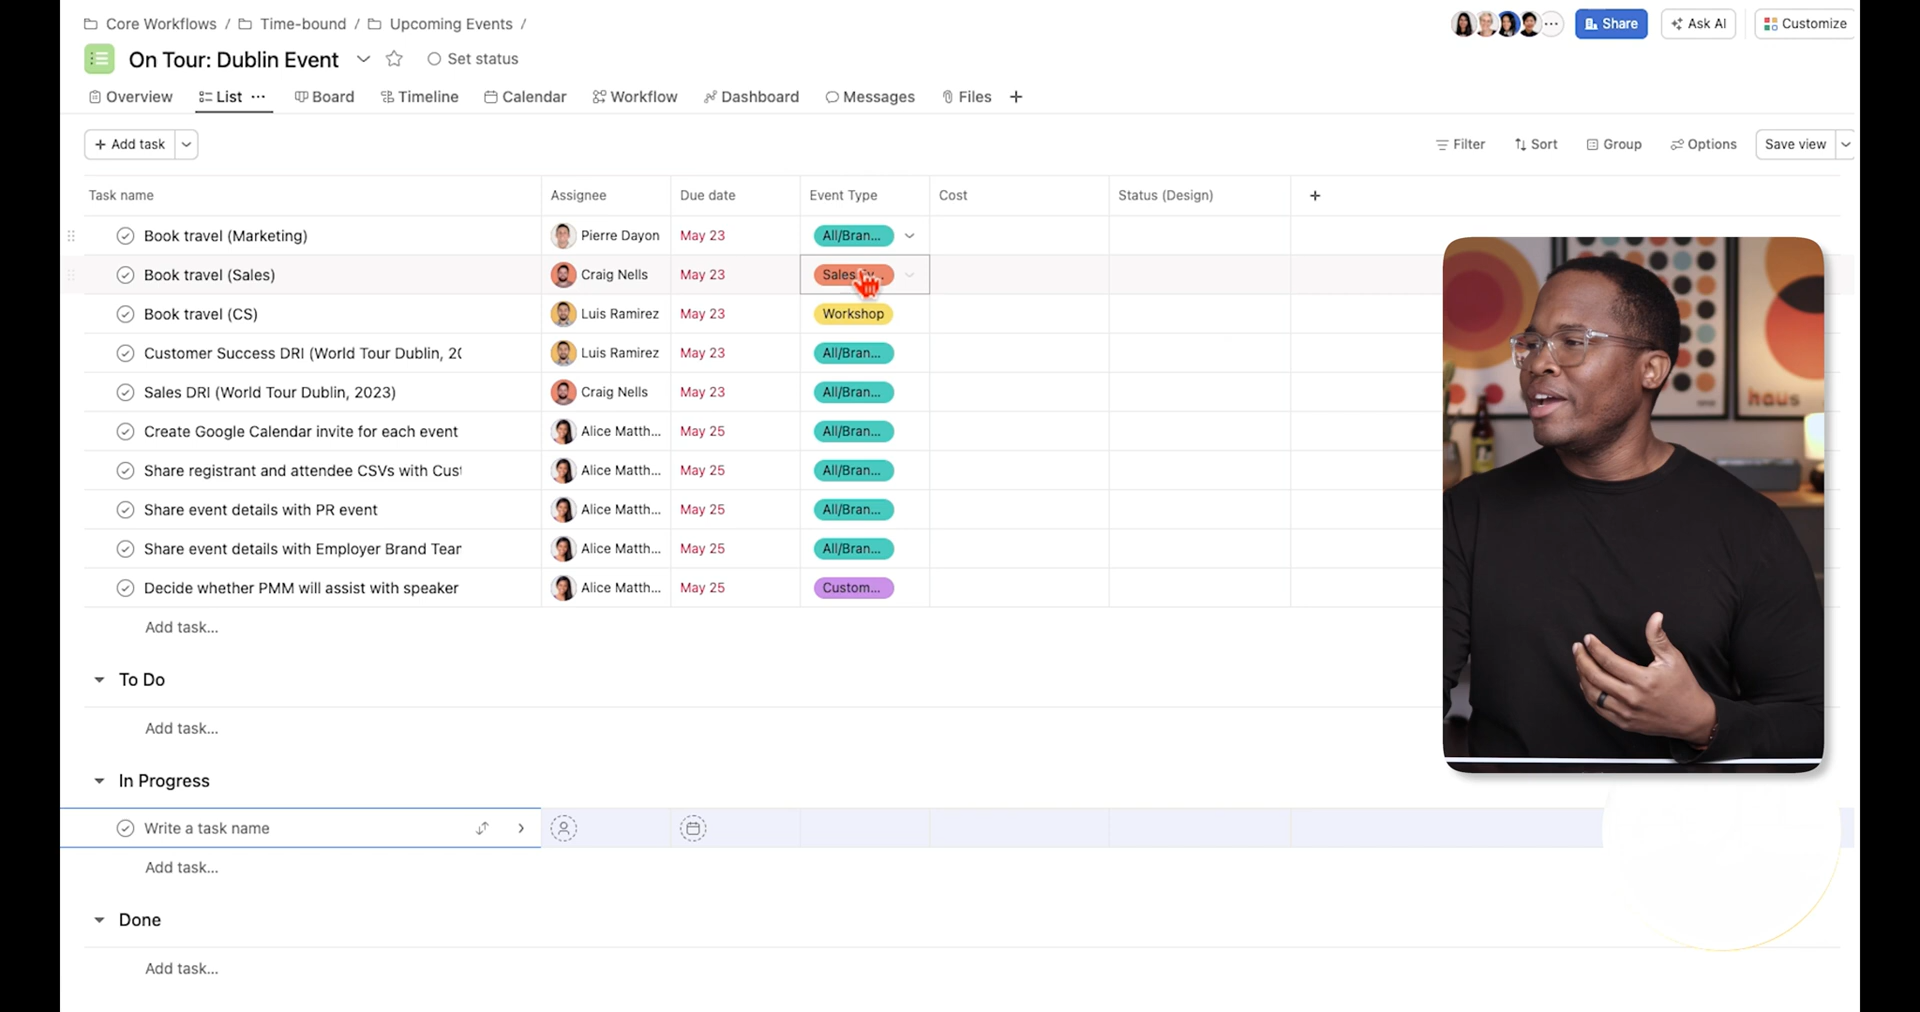 Core Workflows / Time-bound / Upcoming Events /
Share Ask AI Customize
On Tour: Dublin Event Set status
Overview List Board Timeline Calendar Workflow Dashboard Messages Files
Add task Filter Sort Group Options Save view
Task name Assignee Due date Event Type Cost Status (Design)
Book travel (Marketing) Pierre Dayon May 23 All/Bran...
Book travel (Sales) Craig Nells May 23 Sales
Book travel (CS) Luis Ramirez May 23 Workshop
Customer Success DRI (World Tour Dublin, Luis Ramirez May 23 All/Bran...
Sales DRI (World Tour Dublin, 2023) Craig Nells May 23 All/Bran...
Create Google Calendar invite for each event Alice Matth... May 25 All/Bran...
Share registrant and attendee CSVs with Alice Matth... May 25 All/Bran...
Share event details with PR event Alice Matth... May 25 All/Bran...
Share event details with Employer Brand Alice Matth... May 25 All/Bran...
Decide whether PMM will assist with speaker Alice Matth... May 25 Custom...
Add task...
To Do
Add task...
In Progress
Write a task name
Add task...
Done
Add task...
haus